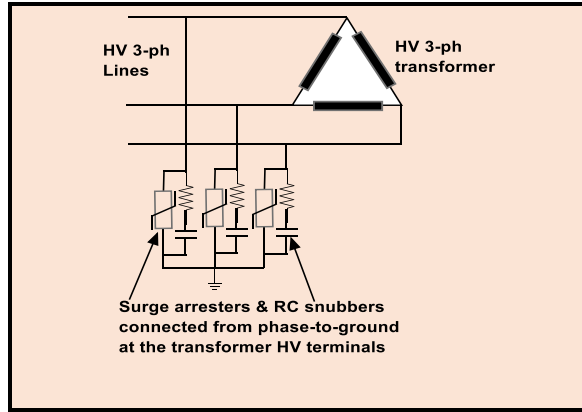 HV 3-ph
Lines
HV 3-ph
transformer
Surge arresters & RC snubbers
connected from phase-to-ground
at the transformer HV terminals